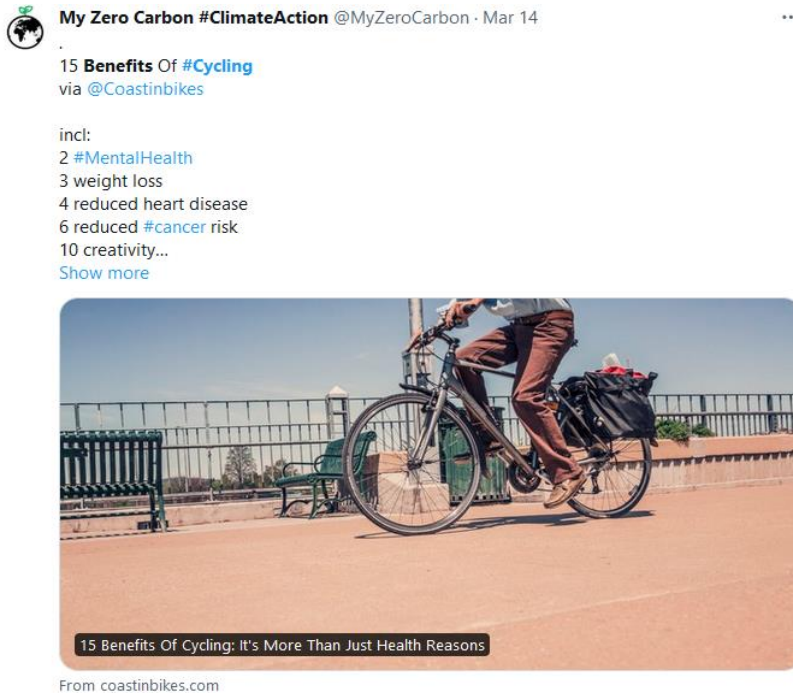 My Zero Carbon #ClimateAction @MyZeroCarbon · Mar 14
.
15 Benefits Of #Cycling
via @Coastinbikes
incl:
2 #MentalHealth
3 weight loss
4 reduced heart disease
6 reduced #cancer risk
10 creativity...
Show more
15 Benefits Of Cycling: It's More Than Just Health Reasons
From coastinbikes.com